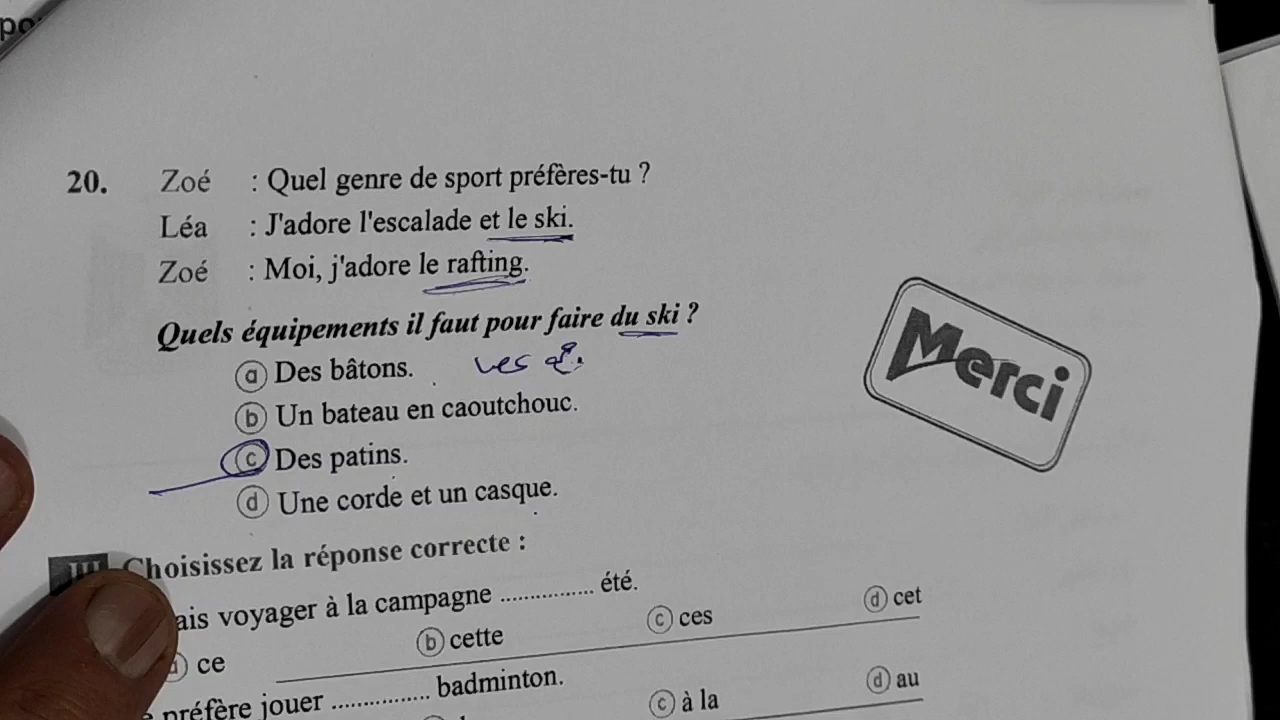 po
20. Zoé : Quel genre de sport préfères-tu ?
Léa : J'adore l'escalade et le ski.
Zoé : Moi, j'adore le rafting.
Quels équipements il faut pour faire du ski ?
a Des bâtons.
b Un bateau en caoutchouc.
c Des patins.
d Une corde et un casque.
Merci
III Choisissez la réponse correcte :
ais voyager à la campagne ............... été.
ce b cette c ces d cet
préfère jouer ............... badminton.
c à la d au